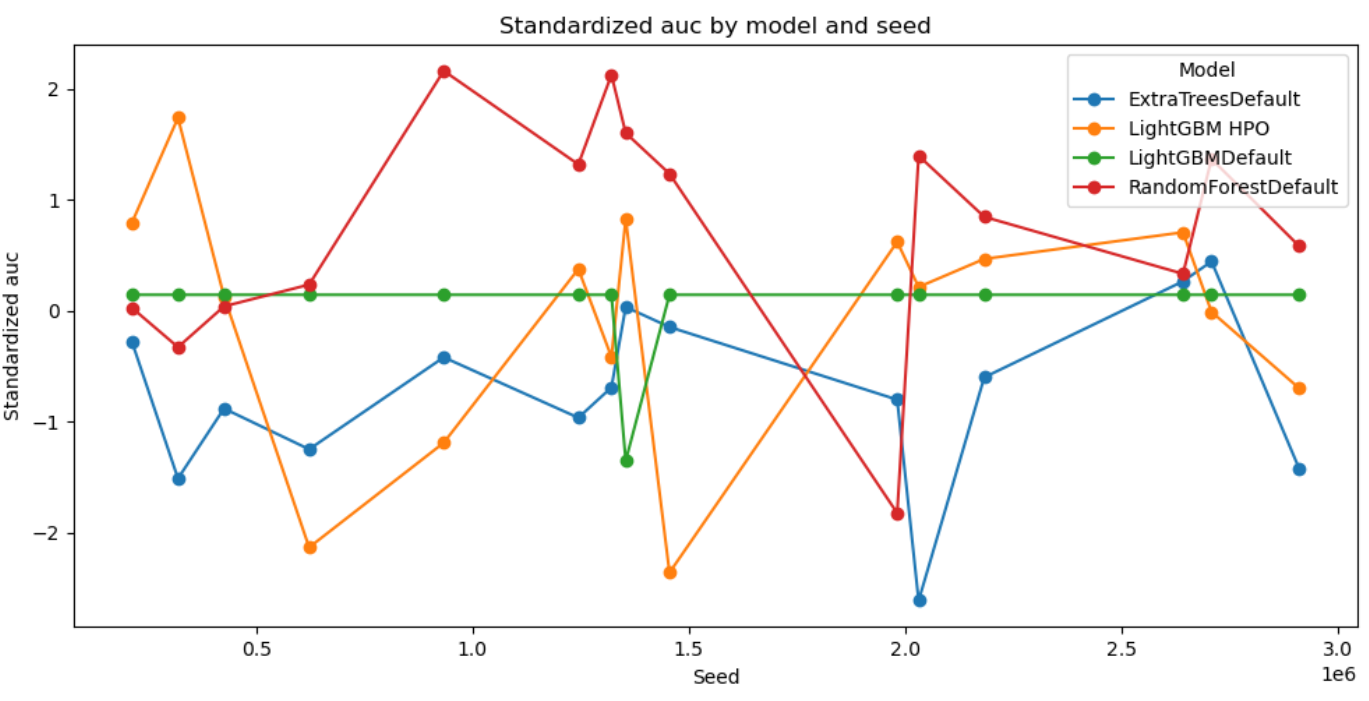 Standardized auc by model and seed
Model
ExtraTreesDefault
LightGBM HPO
LightGBMDefault
RandomForestDefault
Standardized auc
2
1
0
−1
−2
0.5 1.0 1.5 2.0 2.5 3.0
1e6
Seed